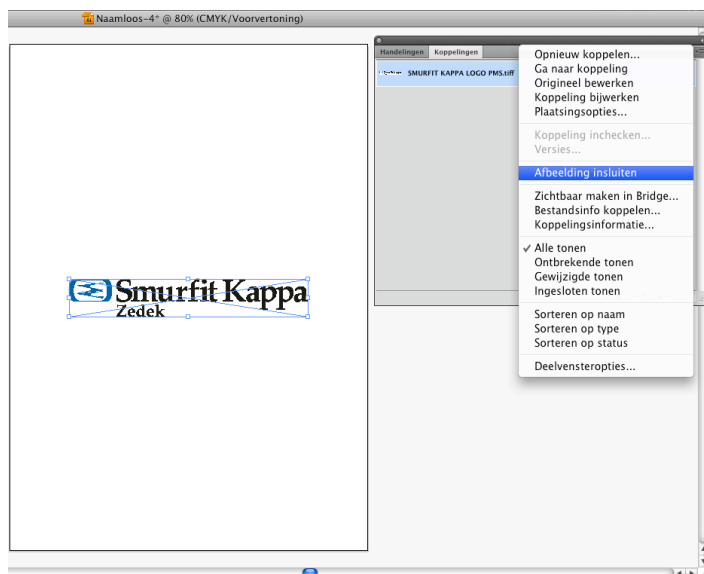 Naamloos-4* @ 80% (CMYK/Voorvertoning)
Handelingen Koppelingen
SMURFIT KAPPA LOGO PMS.tiff
Opnieuw koppelen...
Ga naar koppeling
Origineel bewerken
Koppeling bijwerken
Plaatsingsopties...
Koppeling inchecken...
Versies...
Afbeelding insluiten
Zichtbaar maken in Bridge...
Bestandsinfo koppelen...
Koppelingsinformatie...
Alle tonen
Ontbrekende tonen
Gewijzigde tonen
Ingesloten tonen
Sorteren op naam
Sorteren op type
Sorteren op status
Deelvensteropties...
Smurfit Kappa
Zedek